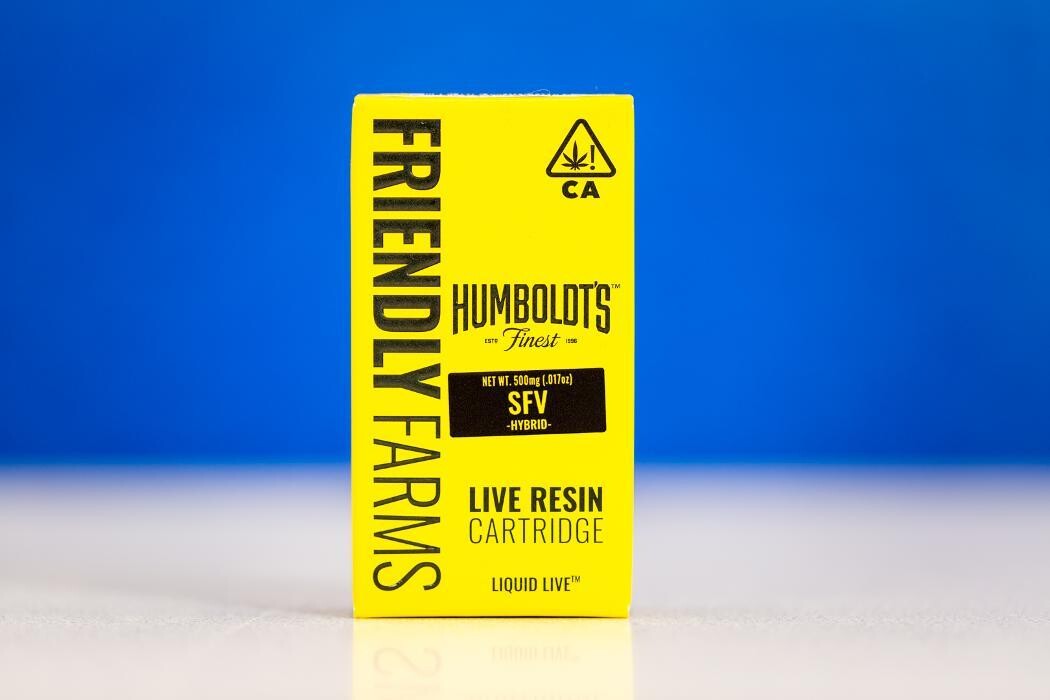 FRIENDLY FARMS
!
CA
HUMBOLDT'S™
ESTD Finest 1996
NET WT. 500mg (.017oz)
SFV
-HYBRID-
LIVE RESIN
CARTRIDGE
LIQUID LIVE™